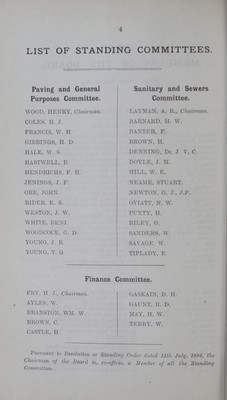 4
LIST OF STANDING COMMITTEES.
Paving and General
Purposes Committee.
WOOD, HENRY, Chairman.
COLES, H. J.
FRANCIS, W. H.
GIBBINGS, H. D.
HALE, W. S.
HASTWELL, B.
HENDRICHS, F. H.
JENINGS, J. F.
ORE, JOHN
RIDER, E. S.
WESTON, J. W.
WHITE, BENJ.
WOODCOCK, G. D.
YOUNG, J. B.
YOUNG, T. G.
Sanitary and Sewers
Committee.
LAYMAN, A. R., Chairman.
BARNARD, H. W.
BAXTER, F.
BROWN, H.
DENNING, Dr. J. V. C.
DOYLE, J. M.
HILL, W. E.
NEAME, STUART.
NEWTON, G. J., J.P.
OVIATT, N. W.
PUXTY, H.
RILEY, O.
SANDERS, W.
SAVAGE, W.
TIPLADY, E.
Finance Committee.
FRY, H. J., Chairman.
AYLES, W.
BRANSTON, WM. W.
BROWN, C.
CASTLE, H.
GASKAIN, D. H.
GAUNT, R. D.
MAY, H. W.
TERRY, W.
Pursuant to Resolution or Standing Order dated 11th July, 1894, the
Chairman of the Board is, ex-officio, a Member of all the Standing
Committees.